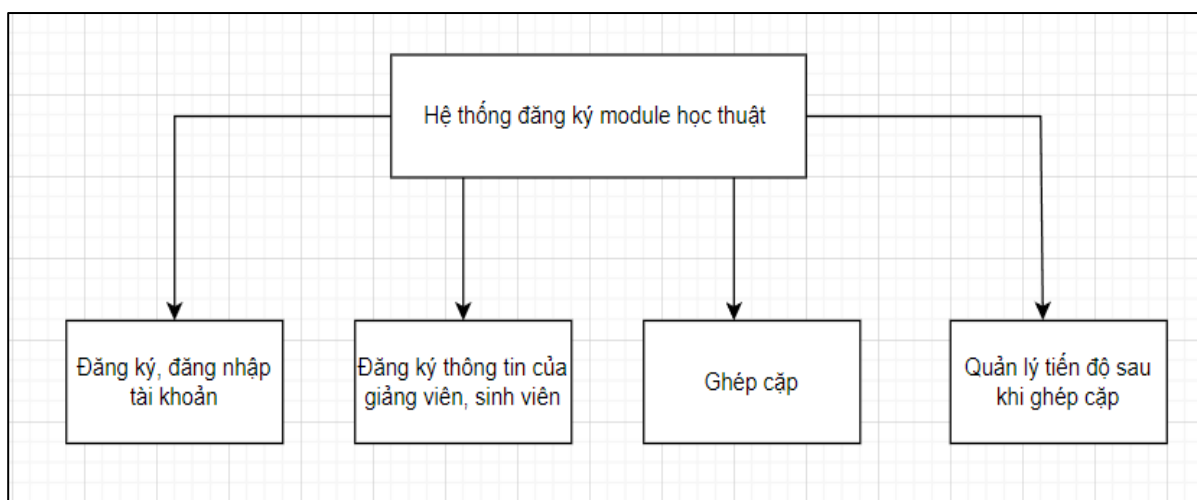 Hệ thống đăng ký module học thuật
Đăng ký, đăng nhập
tài khoản
Đăng ký thông tin của
giảng viên, sinh viên
Ghép cặp
Quản lý tiến độ sau
khi ghép cặp